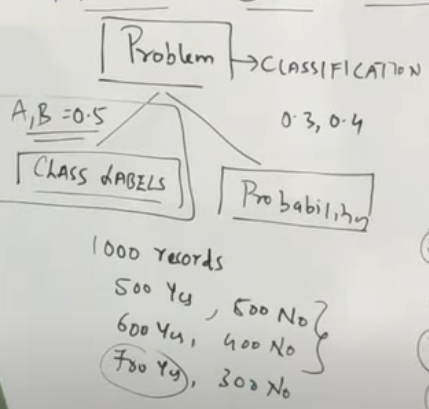 Problem → CLASSIFICATION
A,B = 0.5
0.3, 0.4
CLASS LABELS
Probability
1000 records
500 Yes, 500 No
600 Yes, 400 No
700 Yes, 300 No